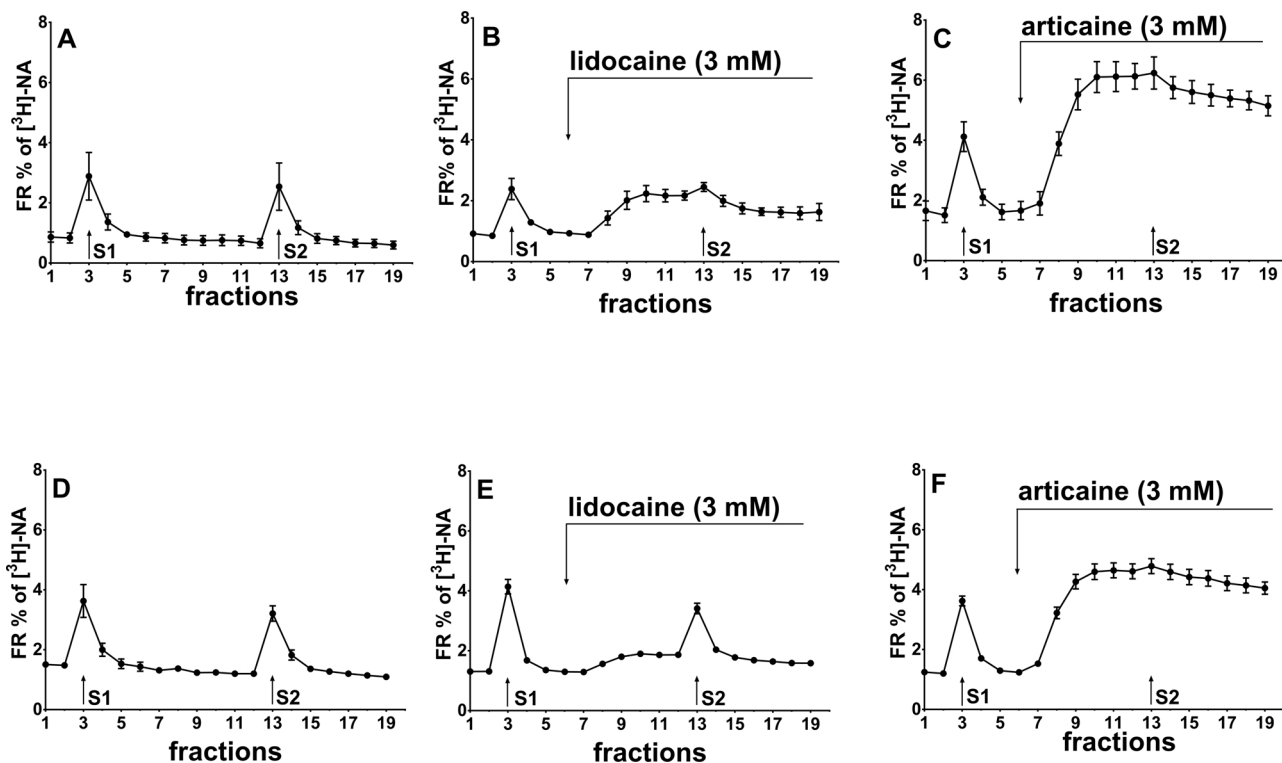 A
FR % of [³H]-NA
8
6
4
2
0
S1
S2
1 3 5 7 9 11 13 15 17 19
fractions
B
lidocaine (3 mM)
FR% of [³H]-NA
8
6
4
2
0
S1
S2
1 3 5 7 9 11 13 15 17 19
fractions
C
articaine (3 mM)
FR % of [³H]-NA
8
6
4
2
0
S1
S2
1 3 5 7 9 11 13 15 17 19
fractions
D
FR % of [³H]-NA
8
6
4
2
0
S1
S2
1 3 5 7 9 11 13 15 17 19
fractions
E
lidocaine (3 mM)
FR % of [³H]-NA
8
6
4
2
0
S1
S2
1 3 5 7 9 11 13 15 17 19
fractions
F
articaine (3 mM)
FR % of [³H]-NA
8
6
4
2
0
S1
S2
1 3 5 7 9 11 13 15 17 19
fractions